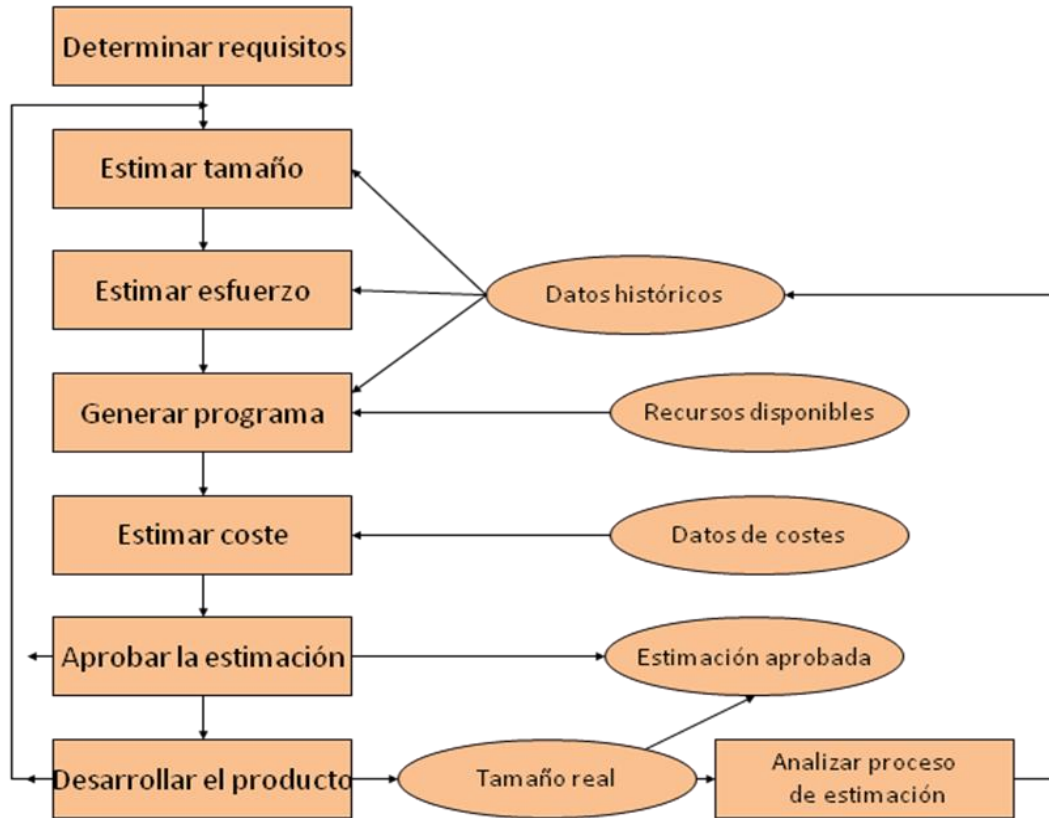 Determinar requisitos
Estimar tamaño
Estimar esfuerzo
Datos históricos
Generar programa
Recursos disponibles
Estimar coste
Datos de costes
Aprobar la estimación
Estimación aprobada
Desarrollar el producto
Tamaño real
Analizar proceso
de estimación